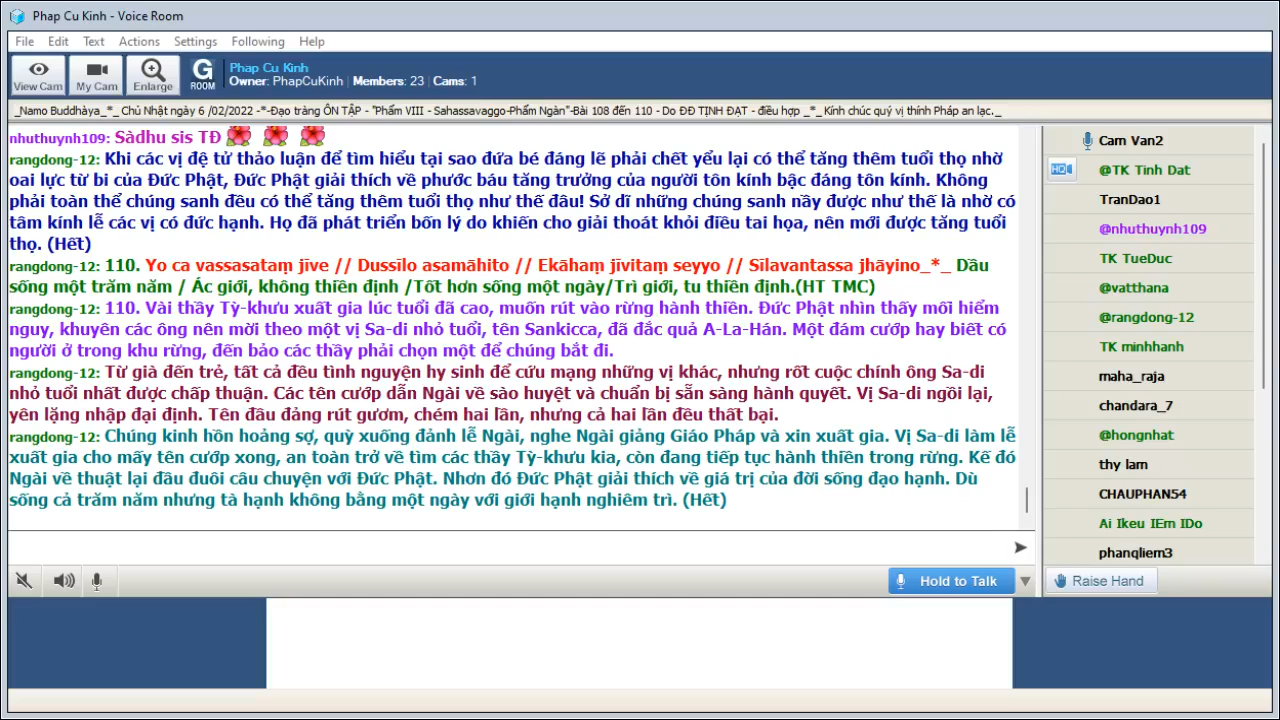 Phap Cu Kinh - Voice Room
File Edit Text Actions Settings Following Help
View Cam
My Cam
Enlarge
G ROOM
Phap Cu Kinh
Owner: PhapCuKinh | Members: 23 | Cams: 1
_Namo Buddhàya_*_ Chủ Nhật ngày 6 /02/2022 -*-Đạo tràng ÔN TẬP - "Phẩm VIII - Sahassavaggo-Phẩm Ngàn"-Bài 108 đến 110 - Do ĐĐ TỊNH ĐẠT - điều hợp _*_Kính chúc quý vị thính Pháp an lạc._
nhuthuynh109: Sàdhu sis TĐ
rangdong-12: Khi các vị đệ tử thảo luận để tìm hiểu tại sao đứa bé đáng lẽ phải chết yểu lại có thể tăng thêm tuổi thọ nhờ
oai lực từ bi của Đức Phật, Đức Phật giải thích về phước báu tăng trưởng của người tôn kính bậc đáng tôn kính. Không
phải toàn thể chúng sanh đều có thể tăng thêm tuổi thọ như thế đâu! Sở dĩ những chúng sanh nầy được như thế là nhờ có
tâm kính lễ các vị có đức hạnh. Họ đã phát triển bốn lý do khiến cho giải thoát khỏi điều tai họa, nên mới được tăng tuổi
thọ. (Hết)
rangdong-12: 110. Yo ca vassasataṃ jīve // Dussīlo asamāhito // Ekāhaṃ jīvitaṃ seyyo // Sīlavantassa jhāyino_*_ Dầu
sống một trăm năm / Ác giới, không thiền định /Tốt hơn sống một ngày/Trì giới, tu thiền định.(HT TMC)
rangdong-12: 110. Vài thầy Tỳ-khưu xuất gia lúc tuổi đã cao, muốn rút vào rừng hành thiền. Đức Phật nhìn thấy mối hiểm
nguy, khuyên các ông nên mời theo một vị Sa-di nhỏ tuổi, tên Sankicca, đã đắc quả A-La-Hán. Một đám cướp hay biết có
người ở trong khu rừng, đến bảo các thầy phải chọn một để chúng bắt đi.
rangdong-12: Từ già đến trẻ, tất cả đều tình nguyện hy sinh để cứu mạng những vị khác, nhưng rốt cuộc chính ông Sa-di
nhỏ tuổi nhất được chấp thuận. Các tên cướp dẫn Ngài về sào huyệt và chuẩn bị sẵn sàng hành quyết. Vị Sa-di ngồi lại,
yên lặng nhập đại định. Tên đầu đảng rút gươm, chém hai lần, nhưng cả hai lần đều thất bại.
rangdong-12: Chúng kinh hồn hoảng sợ, quỳ xuống đảnh lễ Ngài, nghe Ngài giảng Giáo Pháp và xin xuất gia. Vị Sa-di làm lễ
xuất gia cho mấy tên cướp xong, an toàn trở về tìm các thầy Tỳ-khưu kia, còn đang tiếp tục hành thiền trong rừng. Kế đó
Ngài về thuật lại đầu đuôi câu chuyện với Đức Phật. Nhơn đó Đức Phật giải thích về giá trị của đời sống đạo hạnh. Dù
sống cả trăm năm nhưng tà hạnh không bằng một ngày với giới hạnh nghiêm trì. (Hết)
Cam Van2
HQ
@TK Tinh Dat
TranDao1
@nhuthuynh109
TK TueDuc
@vatthana
@rangdong-12
TK minhhanh
maha_raja
chandara_7
@hongnhat
thy lam
CHAUPHAN54
Ai Ikeu IEm IDo
phanqliem3
Hold to Talk
Raise Hand